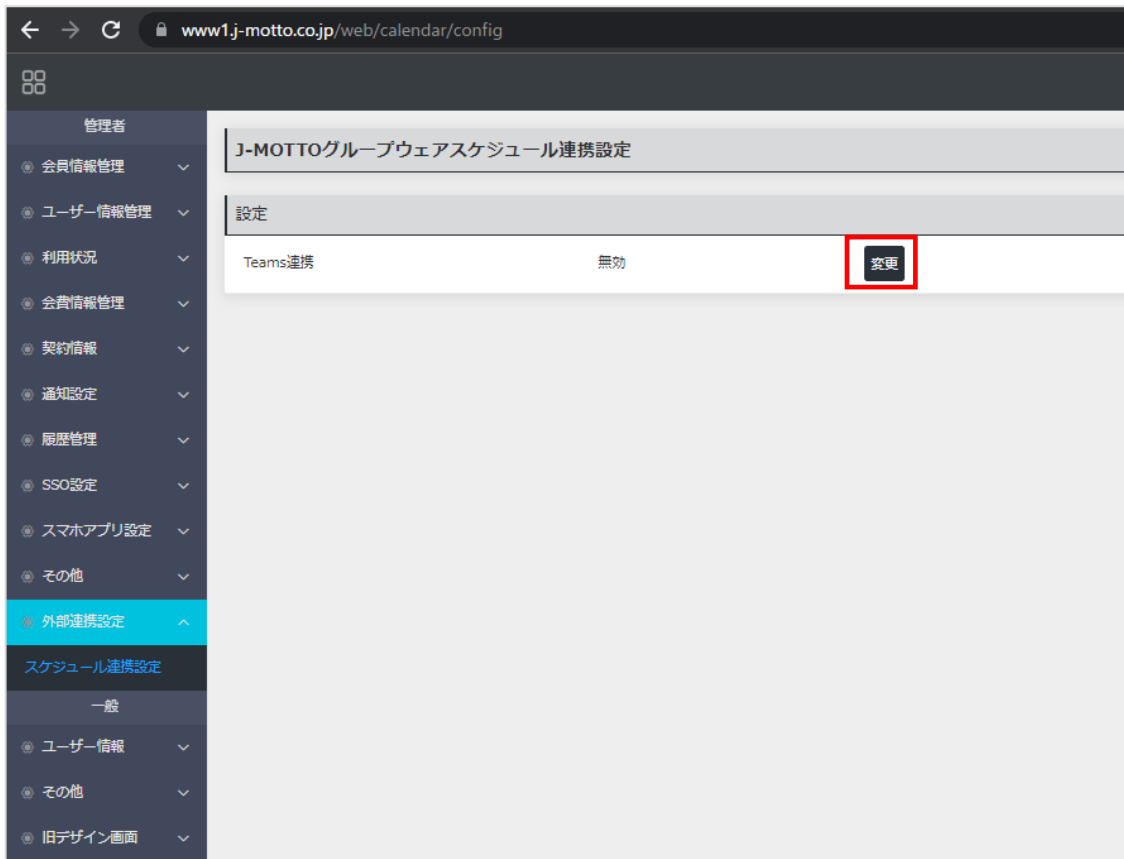 www1.j-motto.co.jp/web/calendar/config
管理者
会員情報管理
ユーザー情報管理
利用状況
会費情報管理
契約情報
通知設定
履歴管理
SSO設定
スマホアプリ設定
その他
外部連携設定
スケジュール連携設定
一般
ユーザー情報
その他
旧デザイン画面
J-MOTTOグループウェアスケジュール連携設定
設定
Teams連携 無効 変更